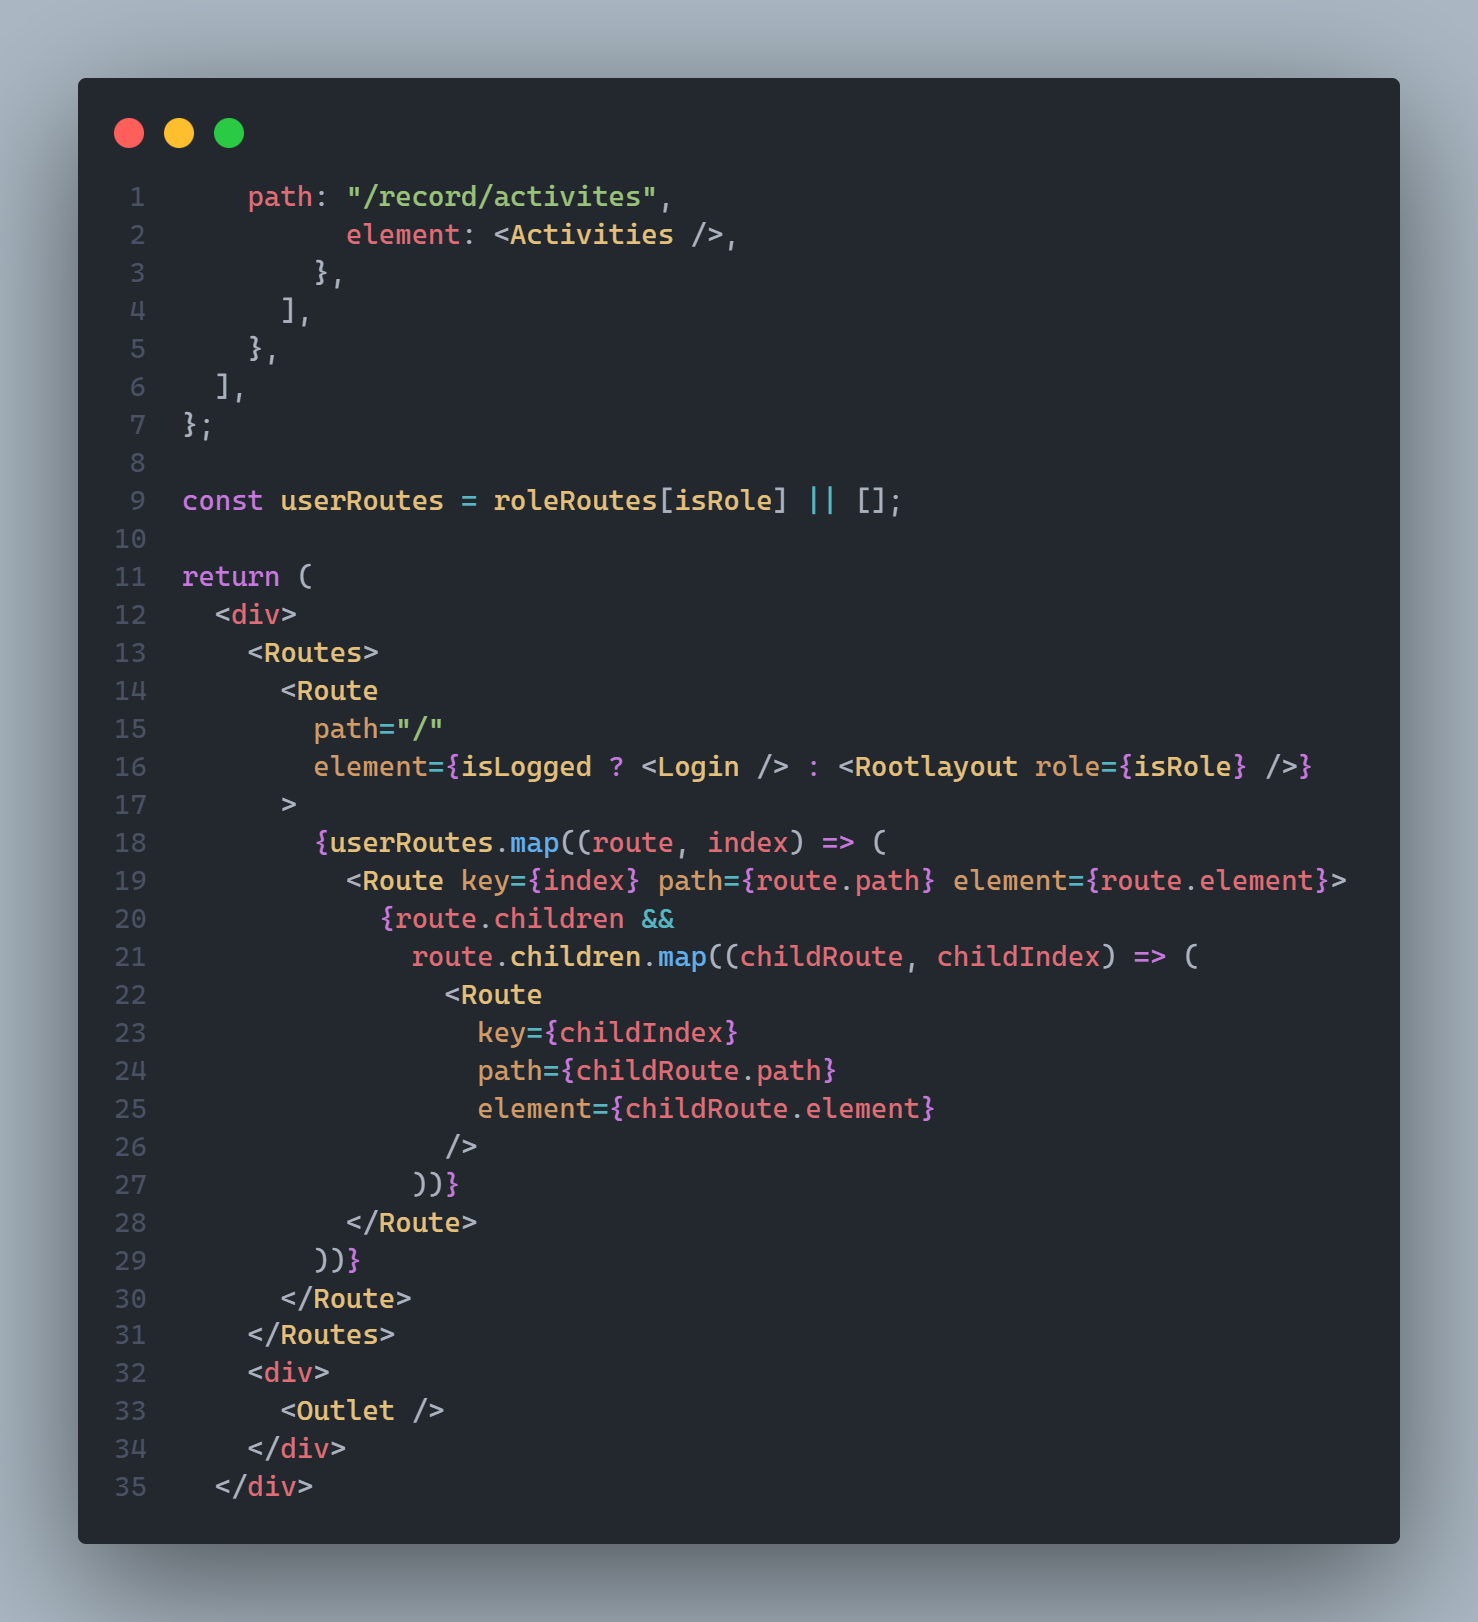 1 path: "/record/activites",
2 element: <Activities />,
3 },
4 ],
5 },
6 ],
7 };
8
9 const userRoutes = roleRoutes[isRole] || [];
10
11 return (
12 <div>
13 <Routes>
14 <Route
15 path="/"
16 element={isLogged ? <Login /> : <Rootlayout role={isRole} />}
17 >
18 {userRoutes.map((route, index) => (
19 <Route key={index} path={route.path} element={route.element}>
20 {route.children &&
21 route.children.map((childRoute, childIndex) => (
22 <Route
23 key={childIndex}
24 path={childRoute.path}
25 element={childRoute.element}
26 />
27 ))}
28 </Route>
29 ))}
30 </Route>
31 </Routes>
32 <div>
33 <Outlet />
34 </div>
35 </div>